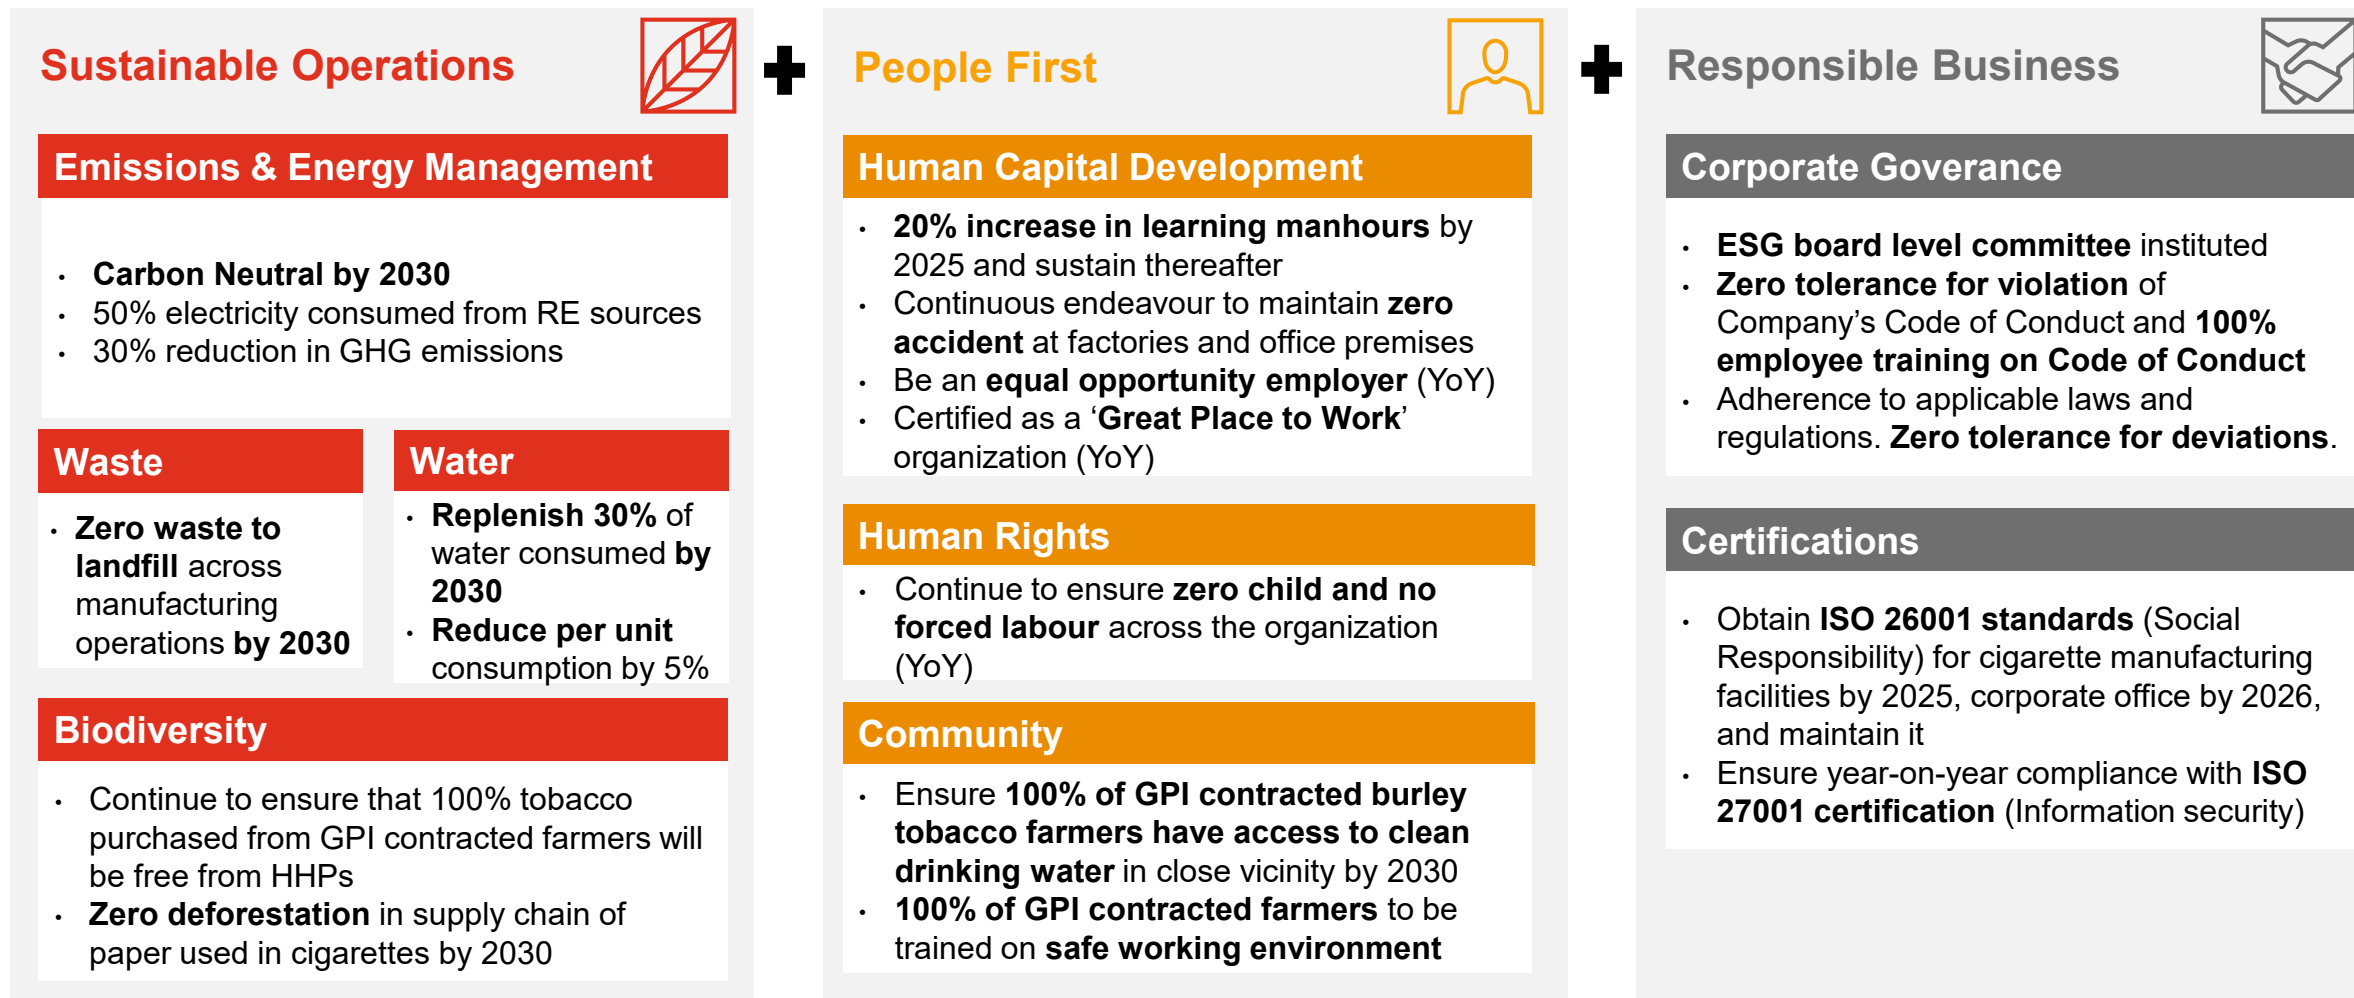 Sustainable Operations
Emissions & Energy Management
• Carbon Neutral by 2030
• 50% electricity consumed from RE sources
• 30% reduction in GHG emissions
Waste
• Zero waste to
landfill across
manufacturing
operations by 2030
Water
• Replenish 30% of
water consumed by
2030
• Reduce per unit
consumption by 5%
Biodiversity
• Continue to ensure that 100% tobacco
purchased from GPI contracted farmers will
be free from HHPs
• Zero deforestation in supply chain of
paper used in cigarettes by 2030
People First
Human Capital Development
• 20% increase in learning manhours by
2025 and sustain thereafter
• Continuous endeavour to maintain zero
accident at factories and office premises
• Be an equal opportunity employer (YoY)
• Certified as a ‘Great Place to Work’
organization (YoY)
Human Rights
• Continue to ensure zero child and no
forced labour across the organization
(YoY)
Community
• Ensure 100% of GPI contracted burley
tobacco farmers have access to clean
drinking water in close vicinity by 2030
• 100% of GPI contracted farmers to be
trained on safe working environment
Responsible Business
Corporate Goverance
• ESG board level committee instituted
• Zero tolerance for violation of
Company’s Code of Conduct and 100%
employee training on Code of Conduct
• Adherence to applicable laws and
regulations. Zero tolerance for deviations.
Certifications
• Obtain ISO 26001 standards (Social
Responsibility) for cigarette manufacturing
facilities by 2025, corporate office by 2026,
and maintain it
• Ensure year-on-year compliance with ISO
27001 certification (Information security)